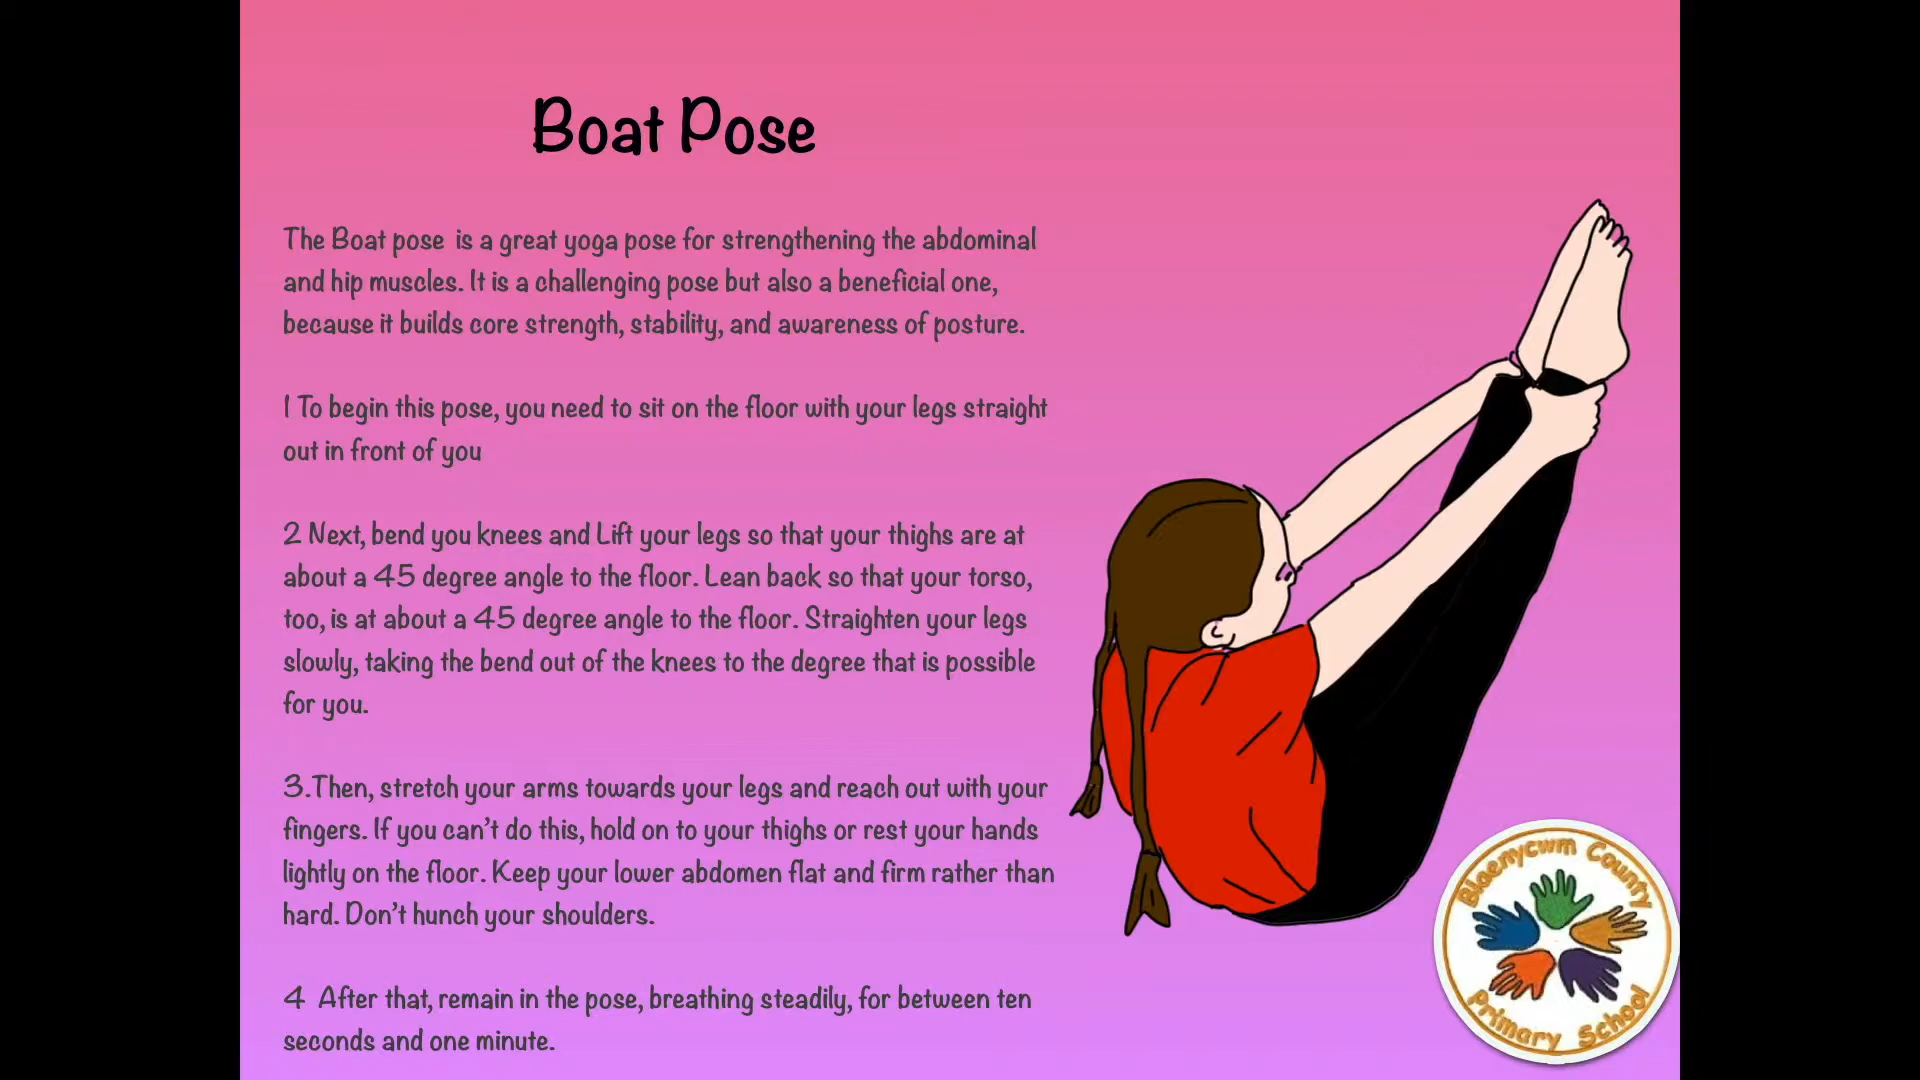 Boat Pose
The Boat pose is a great yoga pose for strengthening the abdominal
and hip muscles. It is a challenging pose but also a beneficial one,
because it builds core strength, stability, and awareness of posture.
1 To begin this pose, you need to sit on the floor with your legs straight
out in front of you
2 Next, bend you knees and Lift your legs so that your thighs are at
about a 45 degree angle to the floor. Lean back so that your torso,
too, is at about a 45 degree angle to the floor. Straighten your legs
slowly, taking the bend out of the knees to the degree that is possible
for you.
3.Then, stretch your arms towards your legs and reach out with your
fingers. If you can't do this, hold on to your thighs or rest your hands
lightly on the floor. Keep your lower abdomen flat and firm rather than
hard. Don't hunch your shoulders.
4 After that, remain in the pose, breathing steadily, for between ten
seconds and one minute.
Blaenycwm County
Primary School